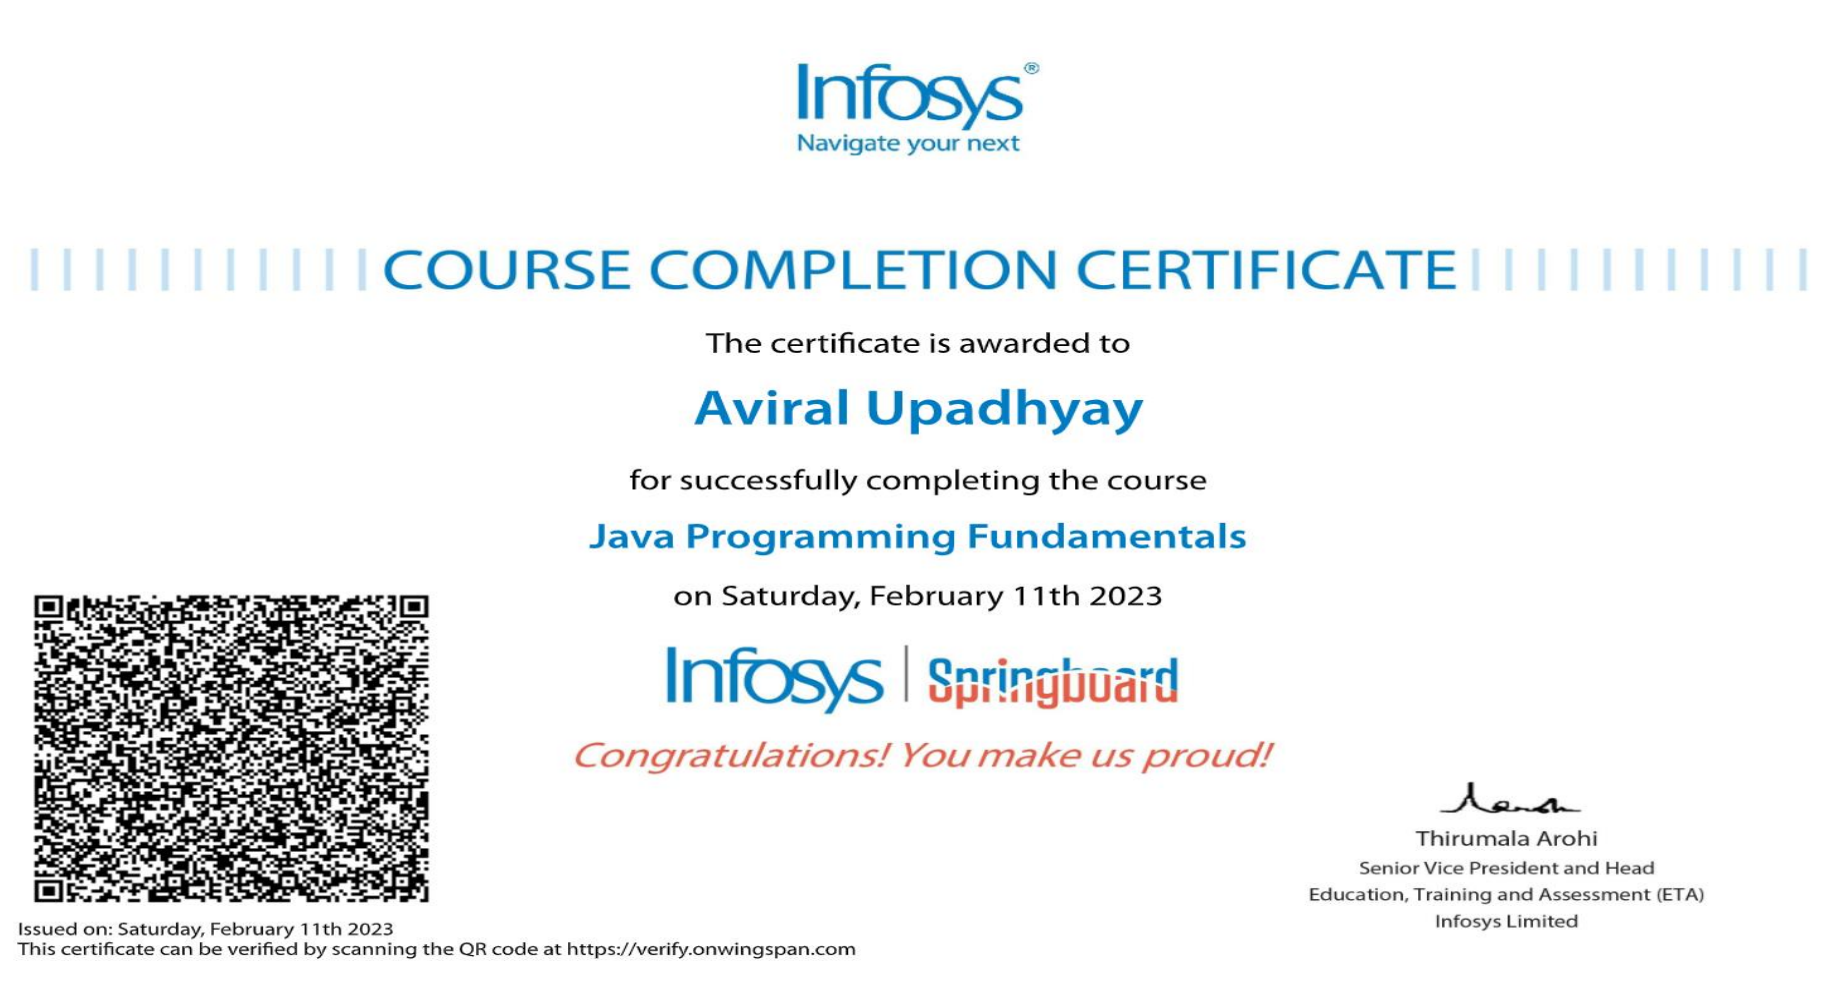 Infosys®
Navigate your next
COURSE COMPLETION CERTIFICATE
The certificate is awarded to
Aviral Upadhyay
for successfully completing the course
Java Programming Fundamentals
on Saturday, February 11th 2023
Infosys | Springboard
Congratulations! You make us proud!
Thirumala Arohi
Senior Vice President and Head
Education, Training and Assessment (ETA)
Infosys Limited
Issued on: Saturday, February 11th 2023
This certificate can be verified by scanning the QR code at https://verify.onwingspan.com